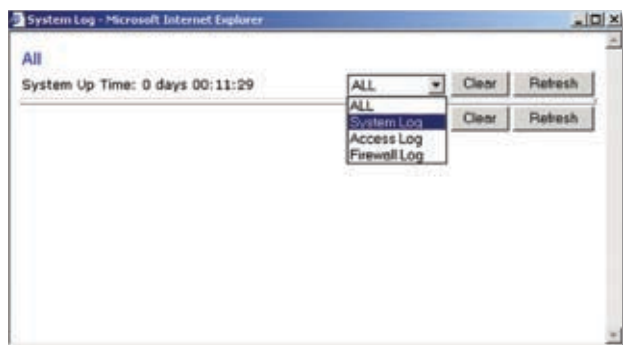 System Log - Microsoft Internet Explorer
All
System Up Time: 0 days 00:11:29
ALL
Clear
Refresh
ALL
System Log
Access Log
Firewall Log
Clear
Refresh